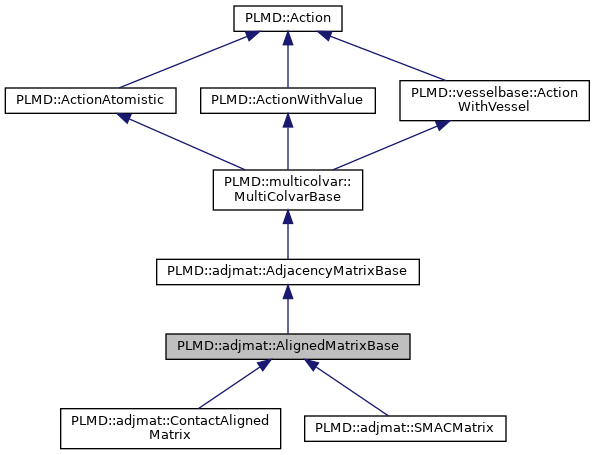 PLMD::Action
PLMD::ActionAtomistic
PLMD::ActionWithValue
PLMD::vesselbase::Action
WithVessel
PLMD::multicolvar::
MultiColvarBase
PLMD::adjmat::AdjacencyMatrixBase
PLMD::adjmat::AlignedMatrixBase
PLMD::adjmat::ContactAligned
Matrix
PLMD::adjmat::SMACMatrix